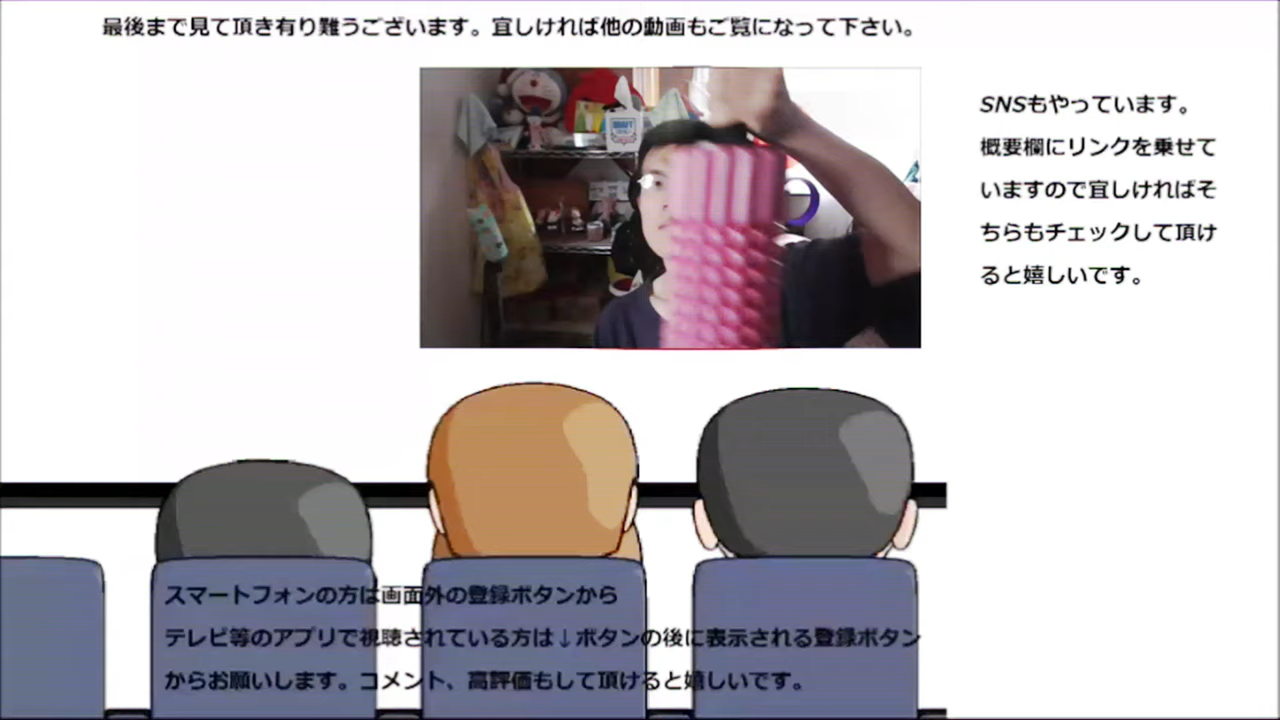 最後まで見て頂き有り難うございます。宜しければ他の動画もご覧になって下さい。
SNSもやっています。
概要欄にリンクを乗せて
いますので宜しければそ
ちらもチェックして頂け
ると嬉しいです。
スマートフォンの方は画面外の登録ボタンから
テレビ等のアプリで視聴されている方は↓ボタンの後に表示される登録ボタン
からお願いします。コメント、高評価もして頂けると嬉しいです。